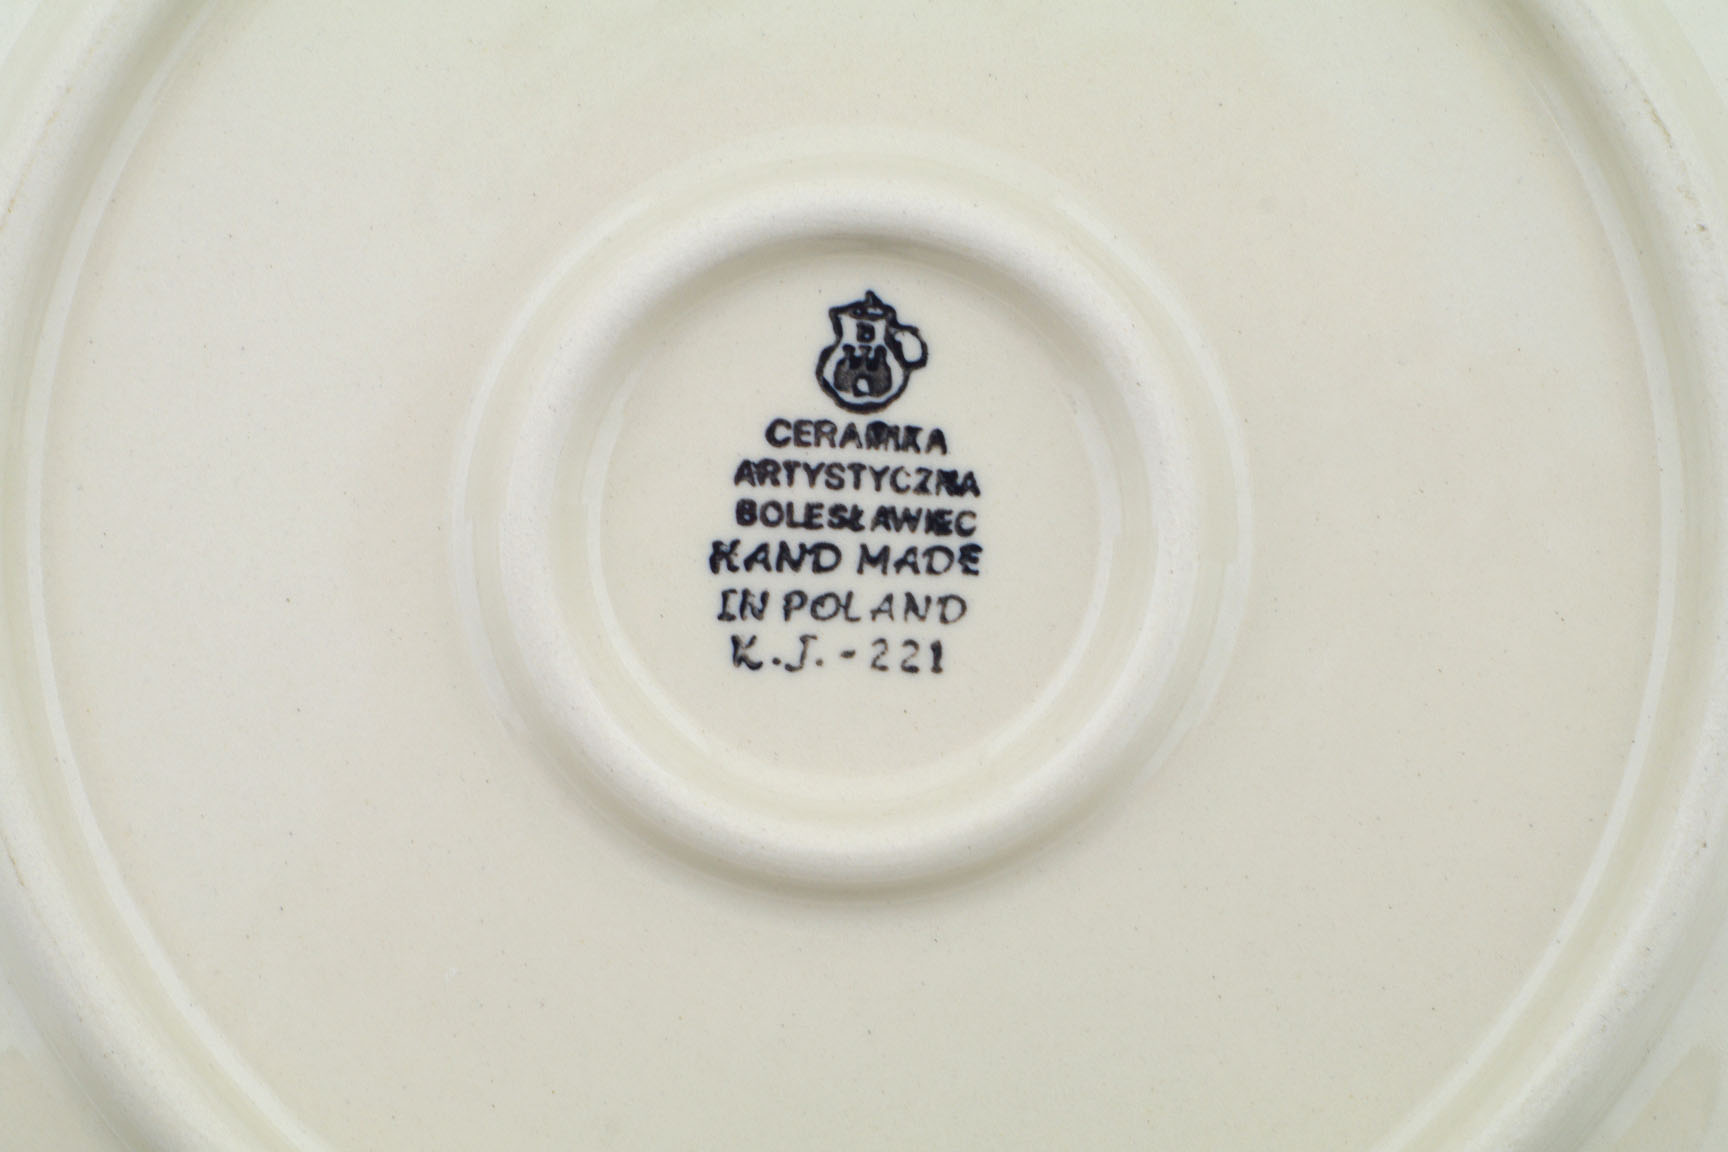 B
CERAMIKA
ARTYSTYCZNA
BOLESŁAWIEC
HAND MADE
IN POLAND
K.J.-221